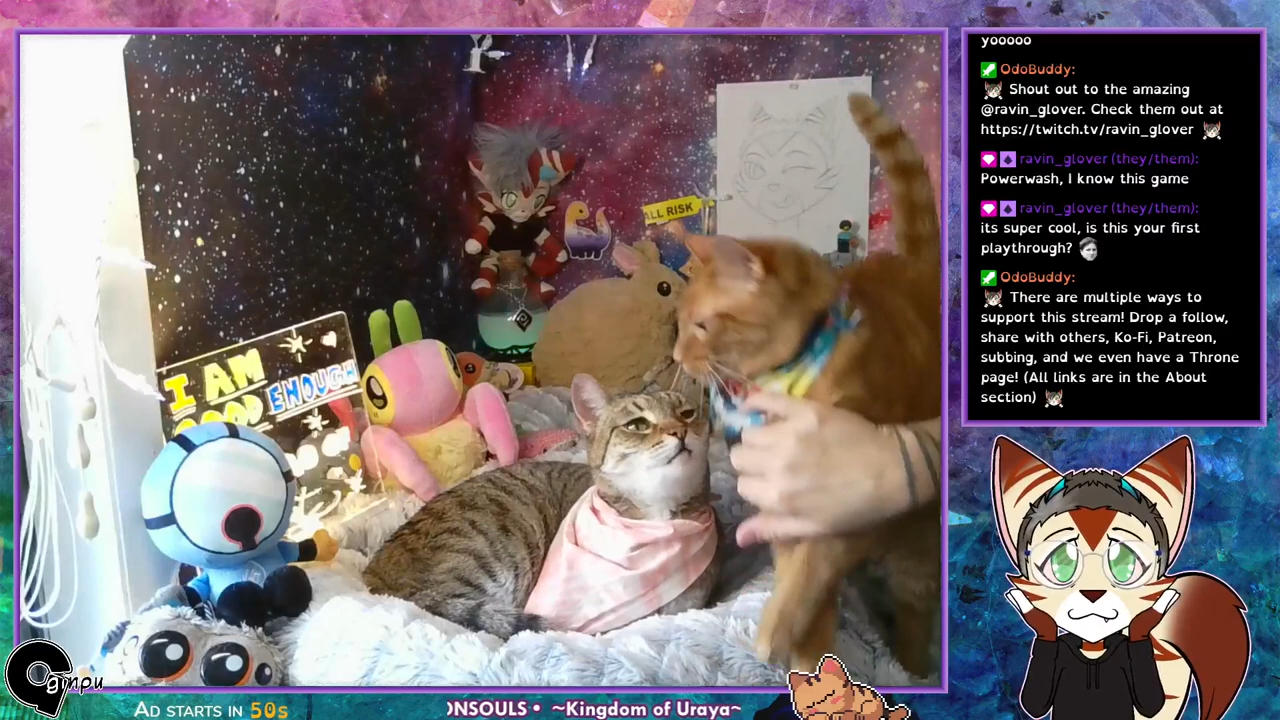 yooooo
OdoBuddy:
Shout out to the amazing
@ravin_glover. Check them out at
https://twitch.tv/ravin_glover
ravin_glover (they/them):
Powerwash, I know this game
ravin_glover (they/them):
its super cool, is this your first
playthrough?
OdoBuddy:
There are multiple ways to
support this stream! Drop a follow,
share with others, Ko-Fi, Patreon,
subbing, and we even have a Throne
page! (All links are in the About
section)
ALL RISK
I AM
GOOD ENOUGH
ginpu
AD STARTS IN 50s
ONSOULS • ~Kingdom of Uraya~